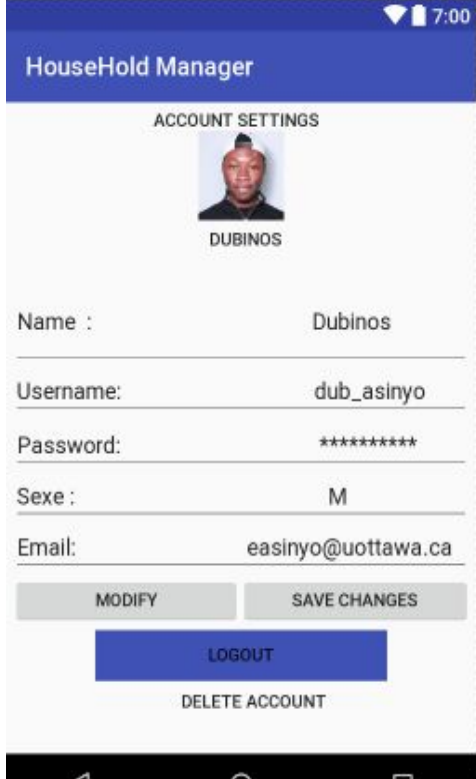 7:00
HouseHold Manager
ACCOUNT SETTINGS
DUBINOS
Name : Dubinos
Username: dub_asinyo
Password: **********
Sexe : M
Email: easinyo@uottawa.ca
MODIFY SAVE CHANGES
LOGOUT
DELETE ACCOUNT